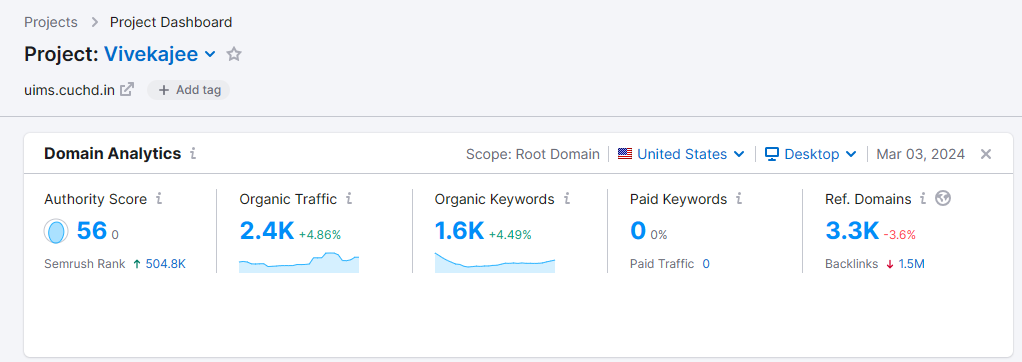 Projects > Project Dashboard
Project: Vivekajee
uims.cuchd.in + Add tag
Domain Analytics i Scope: Root Domain United States Desktop Mar 03, 2024 ×
Authority Score i Organic Traffic i Organic Keywords i Paid Keywords i Ref. Domains i
56 0 2.4K +4.86% 1.6K +4.49% 0 0% 3.3K -3.6%
Semrush Rank ↑ 504.8K Paid Traffic 0 Backlinks ↓ 1.5M